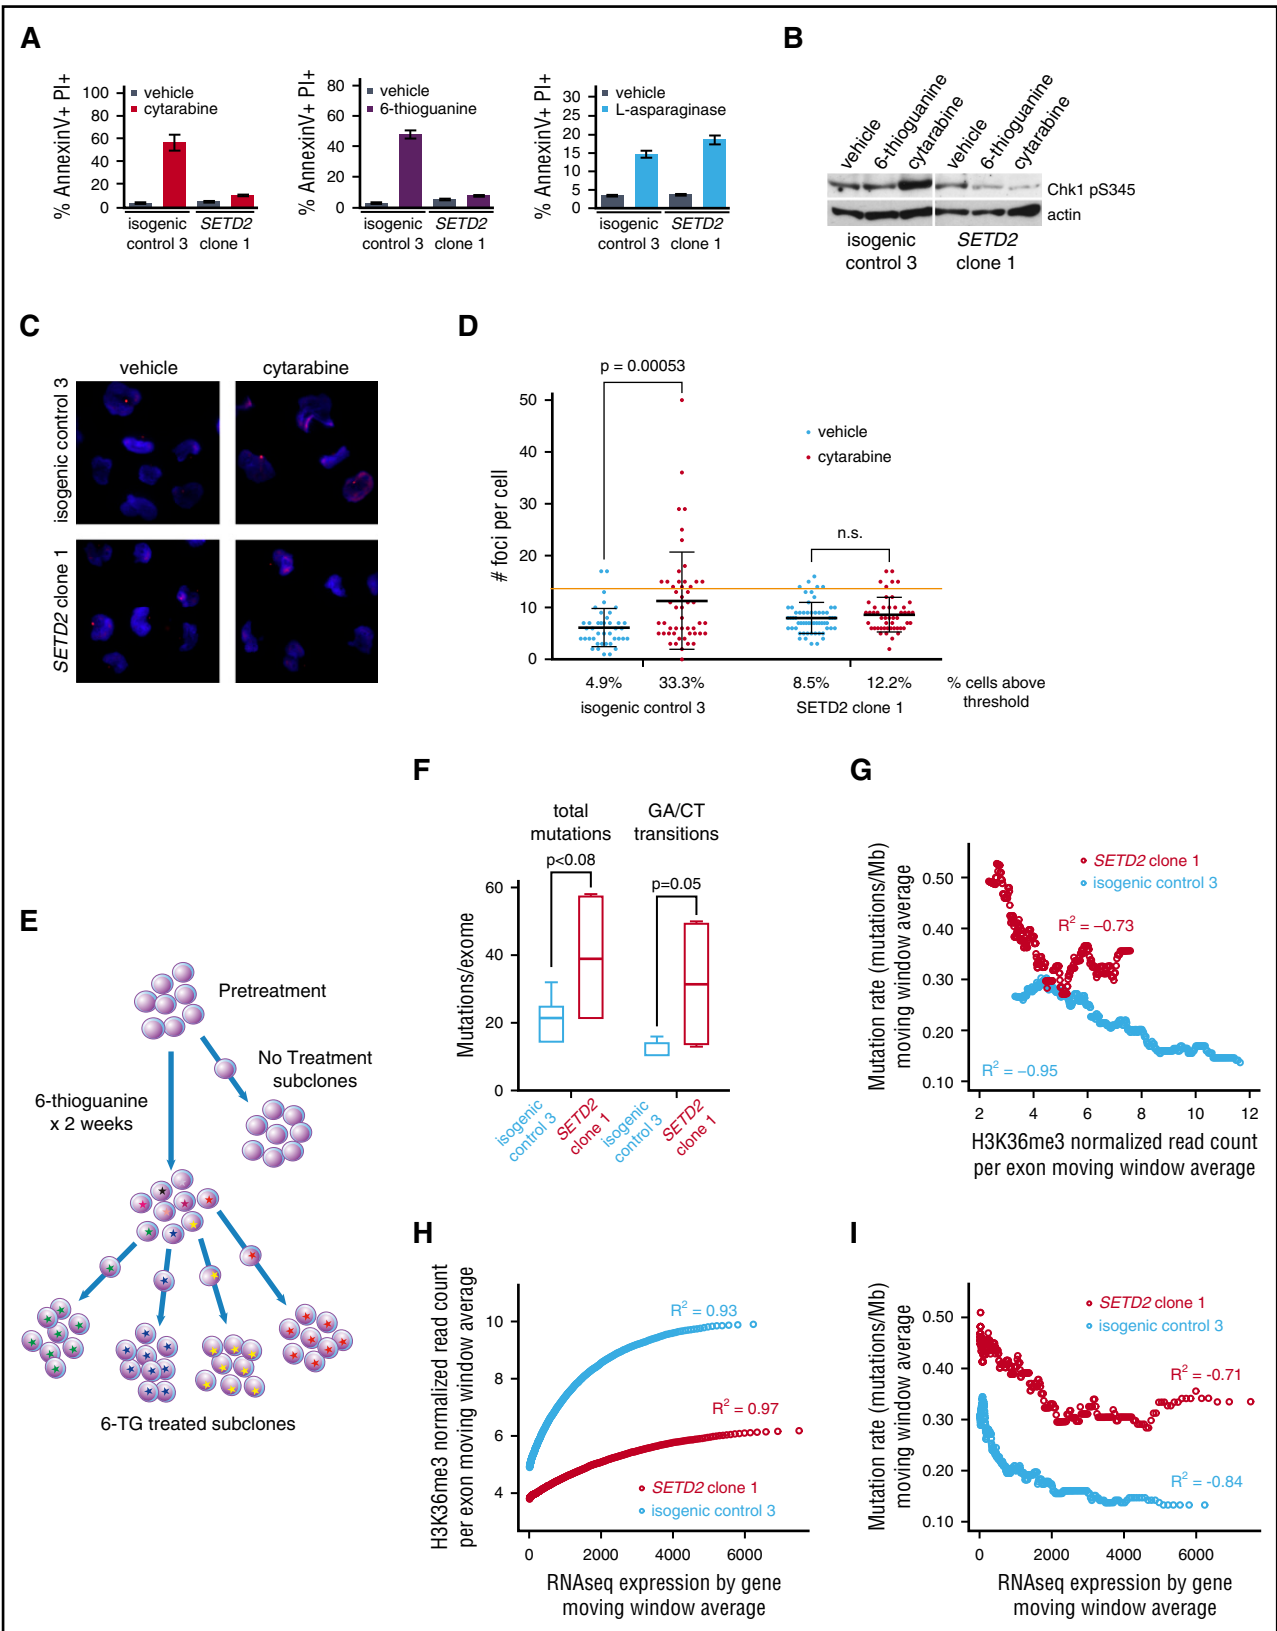 A
% AnnexinV+ PI+
100
80
60
40
20
0
vehicle
cytarabine
isogenic
control 3
SETD2
clone 1
% AnnexinV+ PI+
80
60
40
20
0
vehicle
6-thioguanine
isogenic
control 3
SETD2
clone 1
% AnnexinV+ PI+
30
25
20
15
10
5
0
vehicle
L-asparaginase
isogenic
control 3
SETD2
clone 1
B
vehicle
6-thioguanine
cytarabine
vehicle
6-thioguanine
cytarabine
Chk1 pS345
actin
isogenic
control 3
SETD2
clone 1
C
vehicle
cytarabine
isogenic control 3
SETD2 clone 1
D
p = 0.00053
# foci per cell
50
40
30
20
10
0
vehicle
cytarabine
n.s.
4.9%
33.3%
8.5%
12.2%
% cells above
threshold
isogenic control 3
SETD2 clone 1
E
Pretreatment
No Treatment
subclones
6-thioguanine
x 2 weeks
6-TG treated subclones
F
total
mutations
GA/CT
transitions
p<0.08
p=0.05
Mutations/exome
60
40
20
0
isogenic
control 3
SETD2
clone 1
isogenic
control 3
SETD2
clone 1
G
Mutation rate (mutations/Mb)
moving window average
0.50
0.40
0.30
0.20
0.10
SETD2 clone 1
isogenic control 3
R² = –0.73
R² = –0.95
2 4 6 8 10 12
H3K36me3 normalized read count
per exon moving window average
H
H3K36me3 normalized read count
per exon moving window average
10
8
6
4
R² = 0.93
R² = 0.97
SETD2 clone 1
isogenic control 3
0 2000 4000 6000
RNAseq expression by gene
moving window average
I
Mutation rate (mutations/Mb)
moving window average
0.50
0.40
0.30
0.20
0.10
SETD2 clone 1
isogenic control 3
R² = -0.71
R² = -0.84
0 2000 4000 6000
RNAseq expression by gene
moving window average